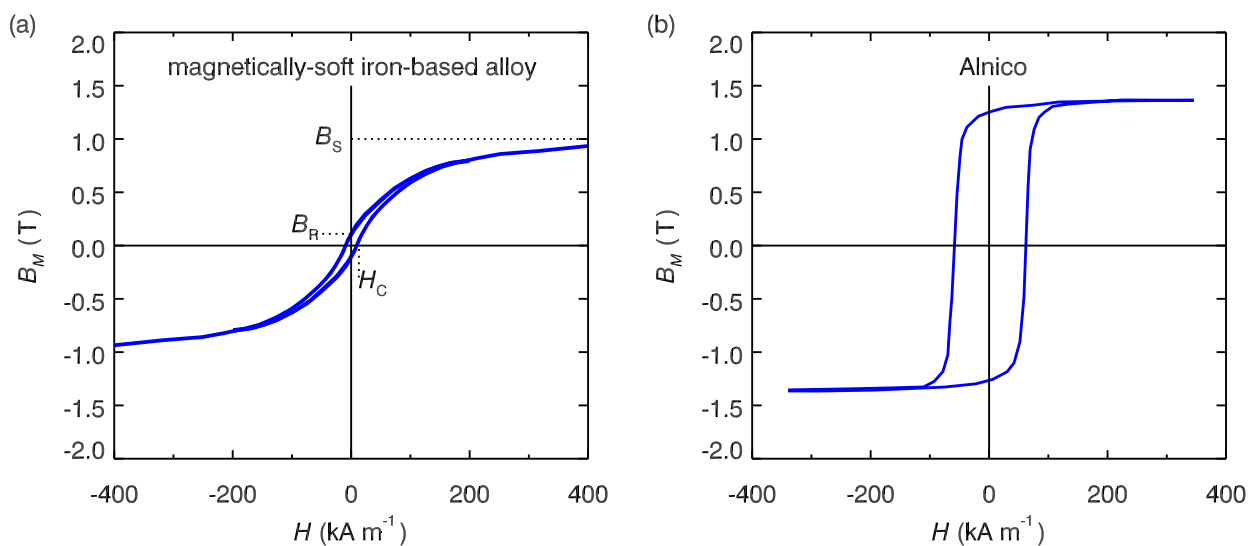 (a)
magnetically-soft iron-based alloy
2.0
1.5
1.0
0.5
0.0
-0.5
-1.0
-1.5
-2.0
B_M (T)
B_S
B_R
H_C
-400
-200
0
200
400
H (kA m⁻¹)
(b)
Alnico
2.0
1.5
1.0
0.5
0.0
-0.5
-1.0
-1.5
-2.0
B_M (T)
-400
-200
0
200
400
H (kA m⁻¹)